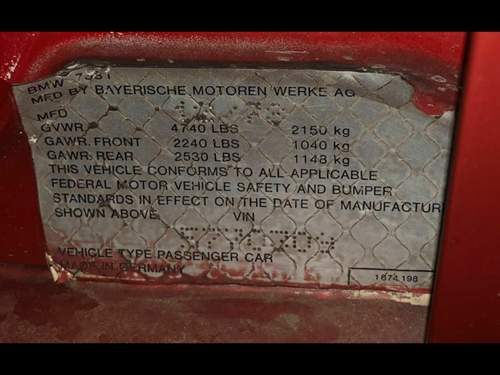 BMW 733i
MFD BY BAYERISCHE MOTOREN WERKE AG
MFD
GVWR 4740 LBS 2150 kg
GAWR. FRONT 2240 LBS 1040 kg
GAWR. REAR 2530 LBS 1148 kg
THIS VEHICLE CONFORMS TO ALL APPLICABLE
FEDERAL MOTOR VEHICLE SAFETY AND BUMPER
STANDARDS IN EFFECT ON THE DATE OF MANUFACTUR
SHOWN ABOVE VIN
VEHICLE TYPE PASSENGER CAR
MADE IN GERMANY
1874 198